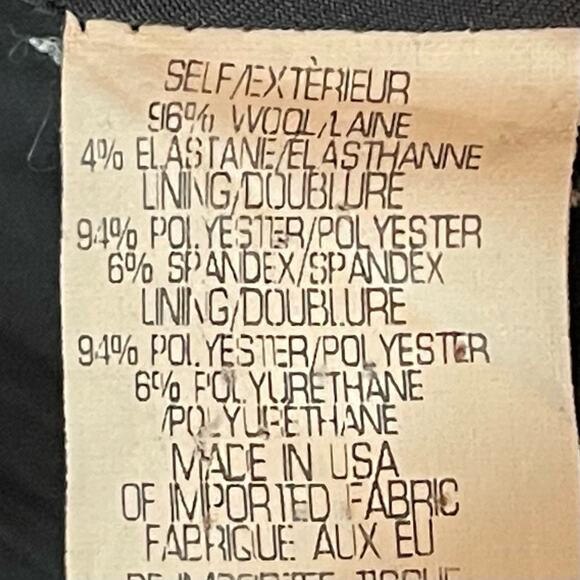 SELF/EXTÈRIEUR
96% WOOL/LAINE
4% ELASTANE/ELASTHANNE
LINING/DOUBLURE
94% POLYESTER/POLYESTER
6% SPANDEX/SPANDEX
LINING/DOUBLURE
94% POLYESTER/POLYESTER
6% POLYURETHANE
/POLYURETHANE
MADE IN USA
OF IMPORTED FABRIC
FABRIQUE AUX EU